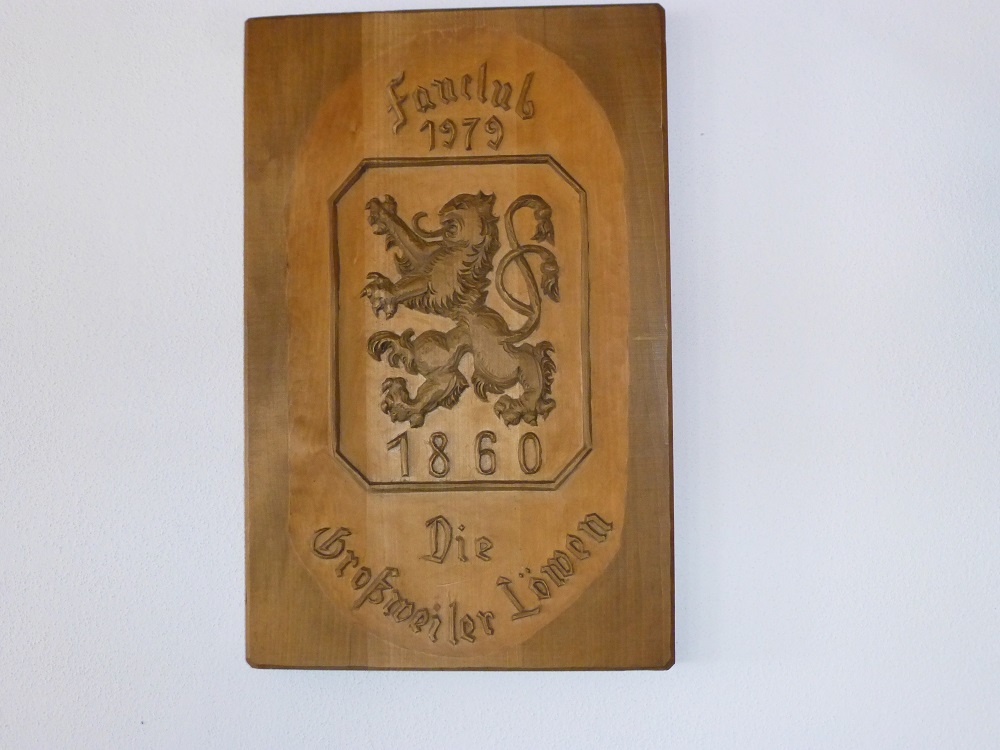 Fanclub
1979
1860
Die
Großweiler Löwen